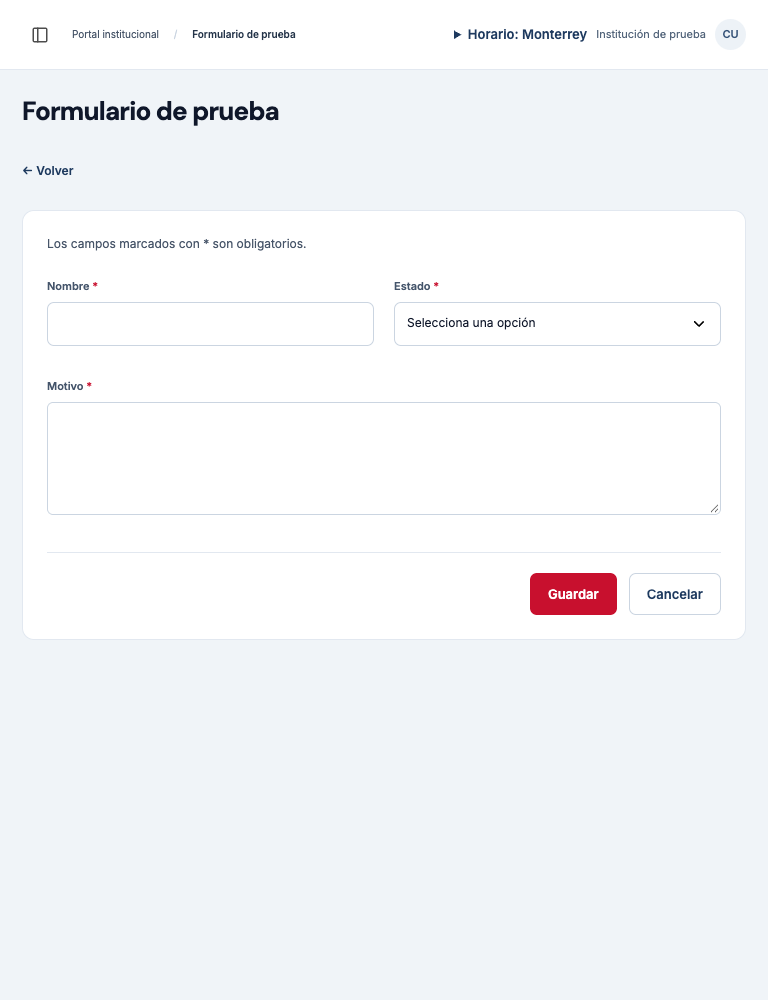 Portal institucional / Formulario de prueba ▶ Horario: Monterrey Institución de prueba CU
Formulario de prueba
← Volver
Los campos marcados con * son obligatorios.
Nombre * Estado *
Selecciona una opción
Motivo *
Guardar Cancelar